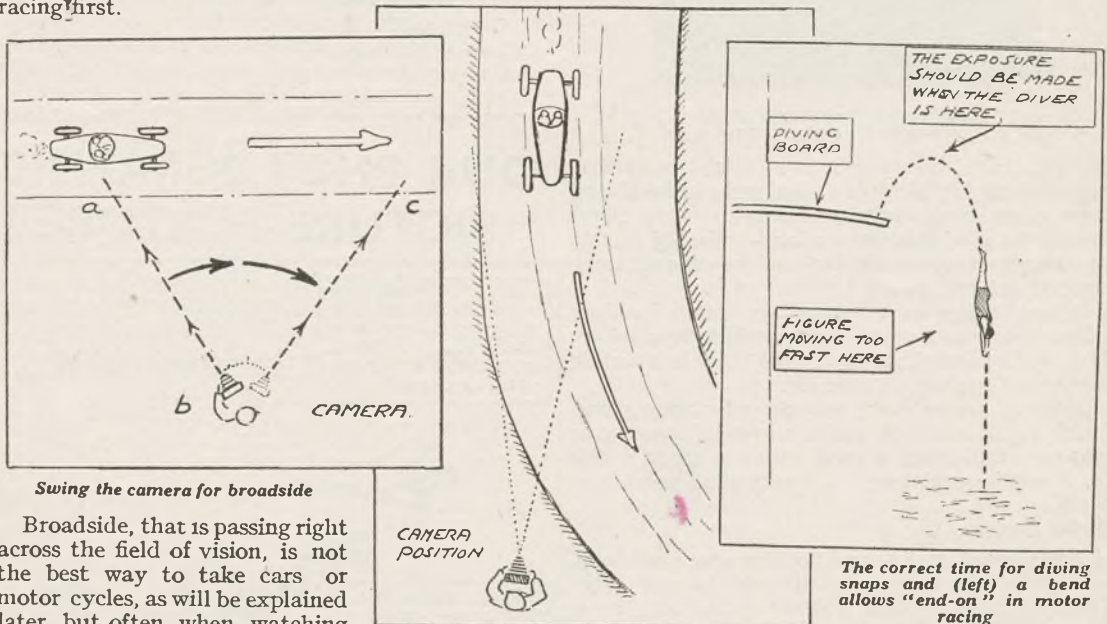 racing first.
a
c
b
CAMERA.
Swing the camera for broadside
Broadside, that is passing right
across the field of vision, is not
the best way to take cars or
motor cycles, as will be explained
later, but often when watching
CAMERA
POSITION
THE EXPOSURE
SHOULD BE MADE
WHEN THE DIVER
IS HERE
DIVING
BOARD
FIGURE
MOVING TOO
FAST HERE
The correct time for diving
snaps and (left) a bend
allows "end-on" in motor
racing